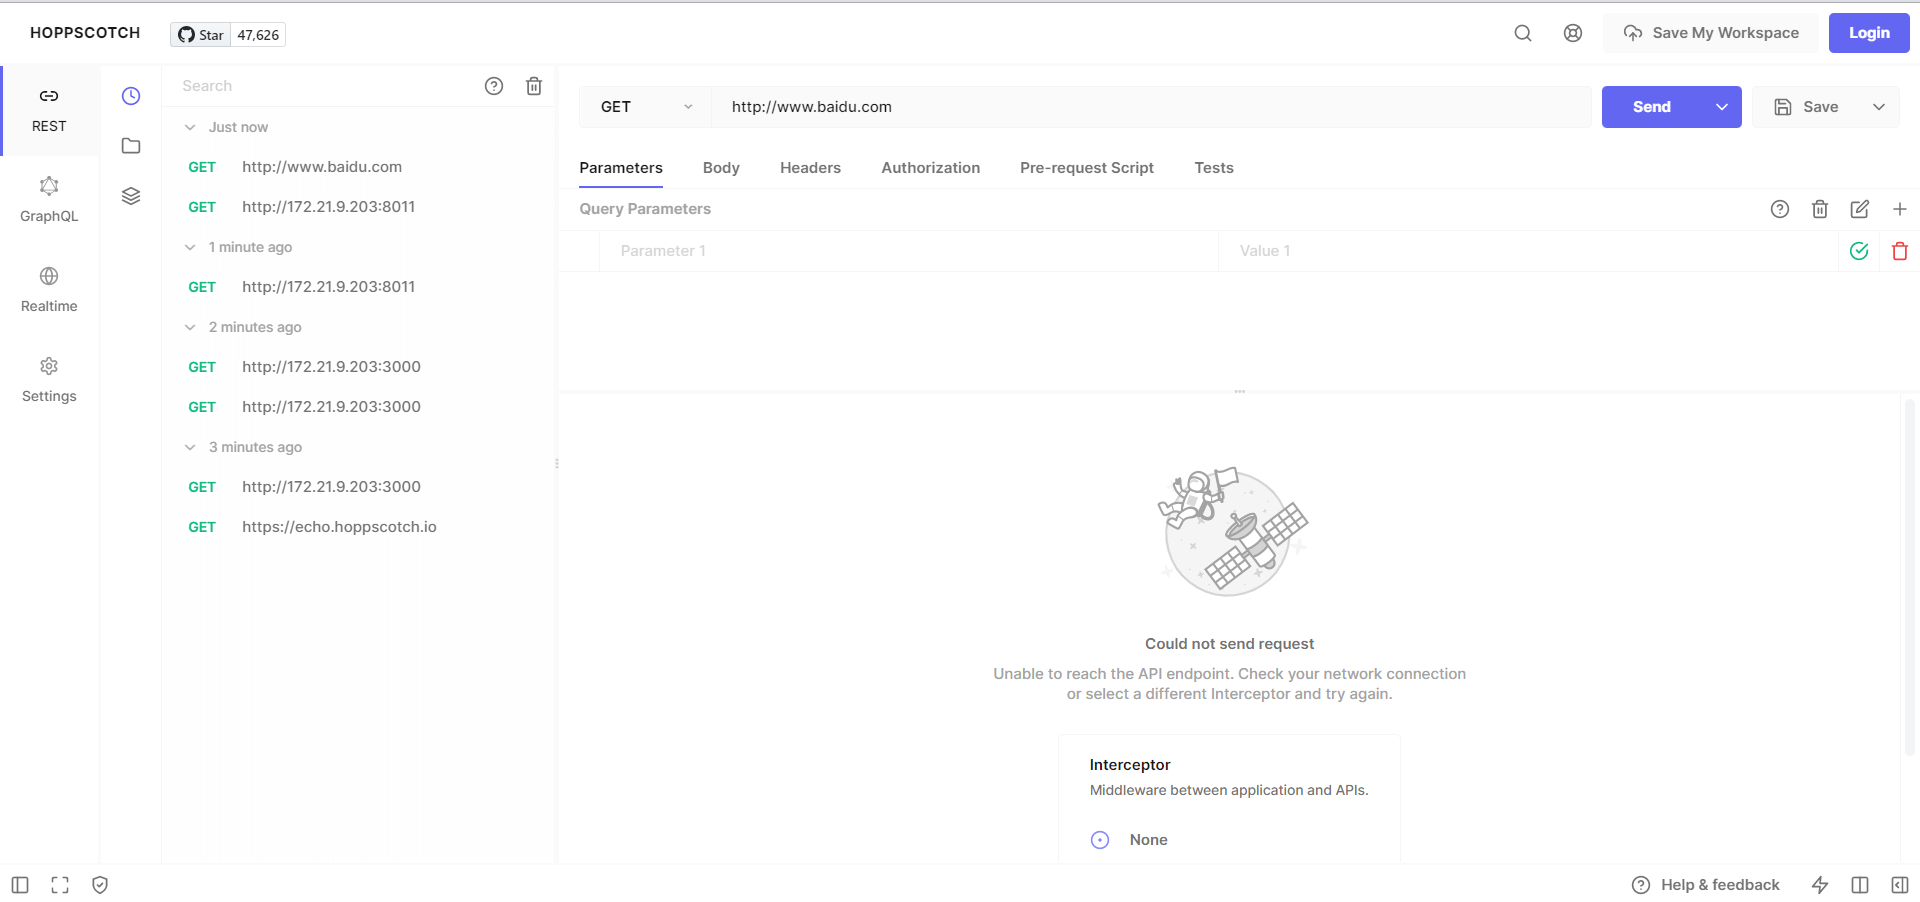 HOPPSCOTCH
Star 47,626
Save My Workspace
Login
REST
GraphQL
Realtime
Settings
Search
Just now
GET http://www.baidu.com
GET http://172.21.9.203:8011
1 minute ago
GET http://172.21.9.203:8011
2 minutes ago
GET http://172.21.9.203:3000
GET http://172.21.9.203:3000
3 minutes ago
GET http://172.21.9.203:3000
GET https://echo.hoppscotch.io
GET http://www.baidu.com
Send
Save
Parameters Body Headers Authorization Pre-request Script Tests
Query Parameters
Parameter 1 Value 1
Could not send request
Unable to reach the API endpoint. Check your network connection
or select a different Interceptor and try again.
Interceptor
Middleware between application and APIs.
None
Help & feedback